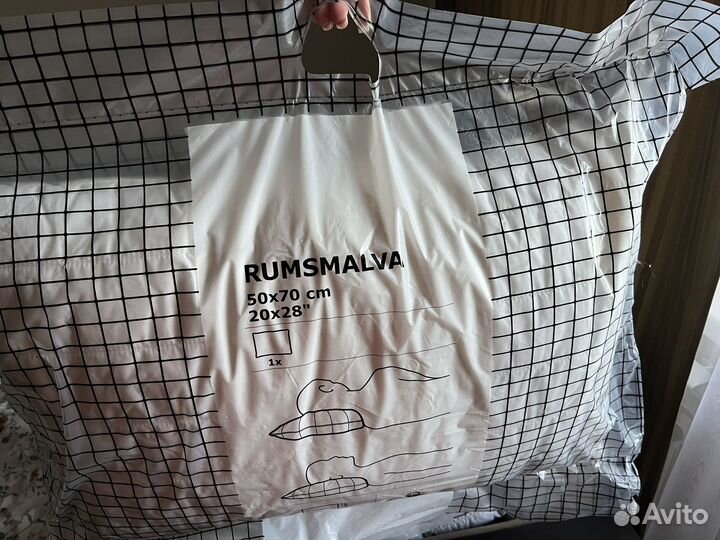 RUMSMALVA
50x70 cm
20x28"
1x
Avito